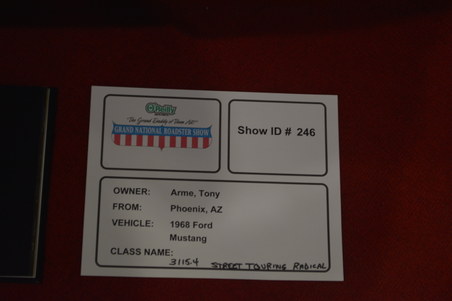 "The Grand Daddy of Them All"
GRAND NATIONAL ROADSTER SHOW
Show ID # 246
OWNER: Arme, Tony
FROM: Phoenix, AZ
VEHICLE: 1968 Ford
Mustang
CLASS NAME:
3115.4 STREET TOURING RADICAL